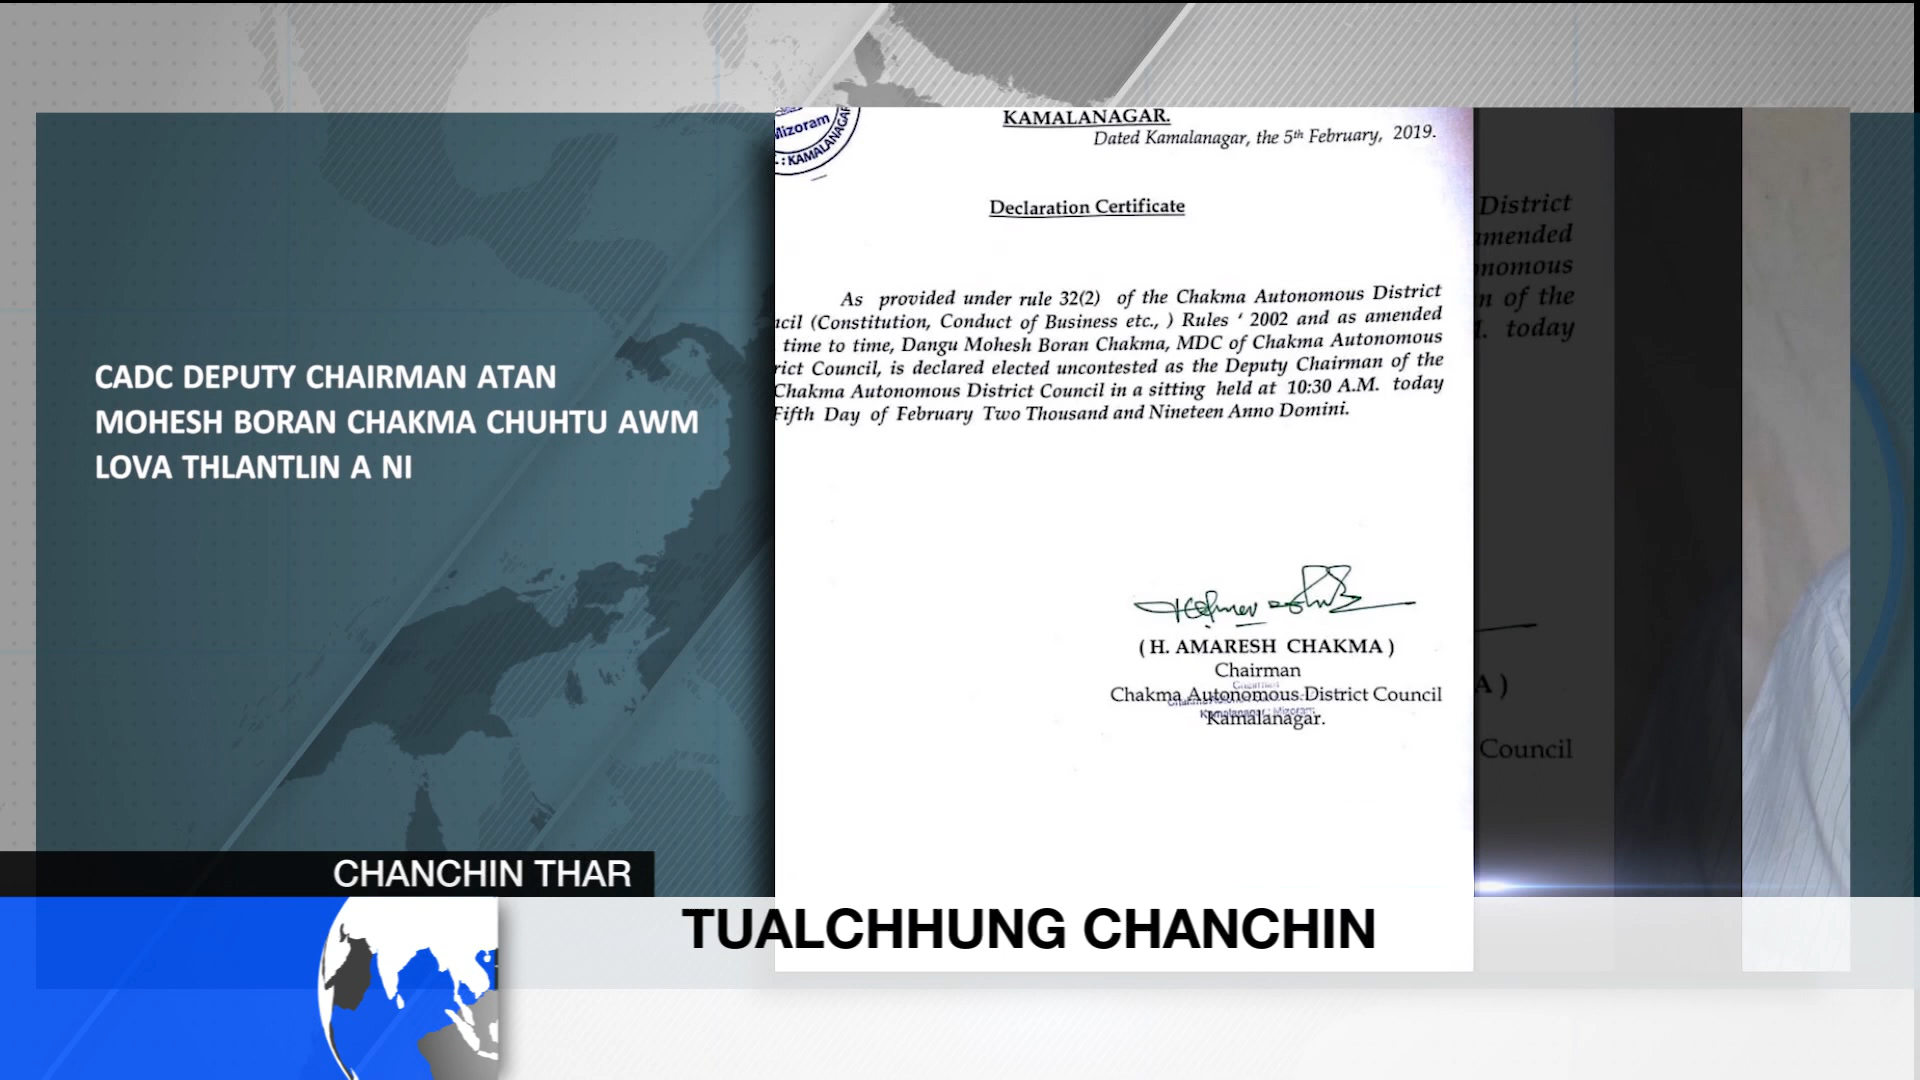 CADC DEPUTY CHAIRMAN ATAN
MOHESH BORAN CHAKMA CHUHTU AWM
LOVA THLANTLIN A NI
Mizoram
: KAMALANAGAR
KAMALANAGAR.
Dated Kamalanagar, the 5th February, 2019.
Declaration Certificate
As provided under rule 32(2) of the Chakma Autonomous District
ncil (Constitution, Conduct of Business etc., ) Rules ‘ 2002 and as amended
time to time, Dangu Mohesh Boran Chakma, MDC of Chakma Autonomous
rict Council, is declared elected uncontested as the Deputy Chairman of the
Chakma Autonomous District Council in a sitting held at 10:30 A.M. today
Fifth Day of February Two Thousand and Nineteen Anno Domini.
( H. AMARESH CHAKMA )
Chairman
Chakma Autonomous District Council
Kamalanagar.
District
amended
nomous
n of the
. today
A )
Council
CHANCHIN THAR
TUALCHHUNG CHANCHIN